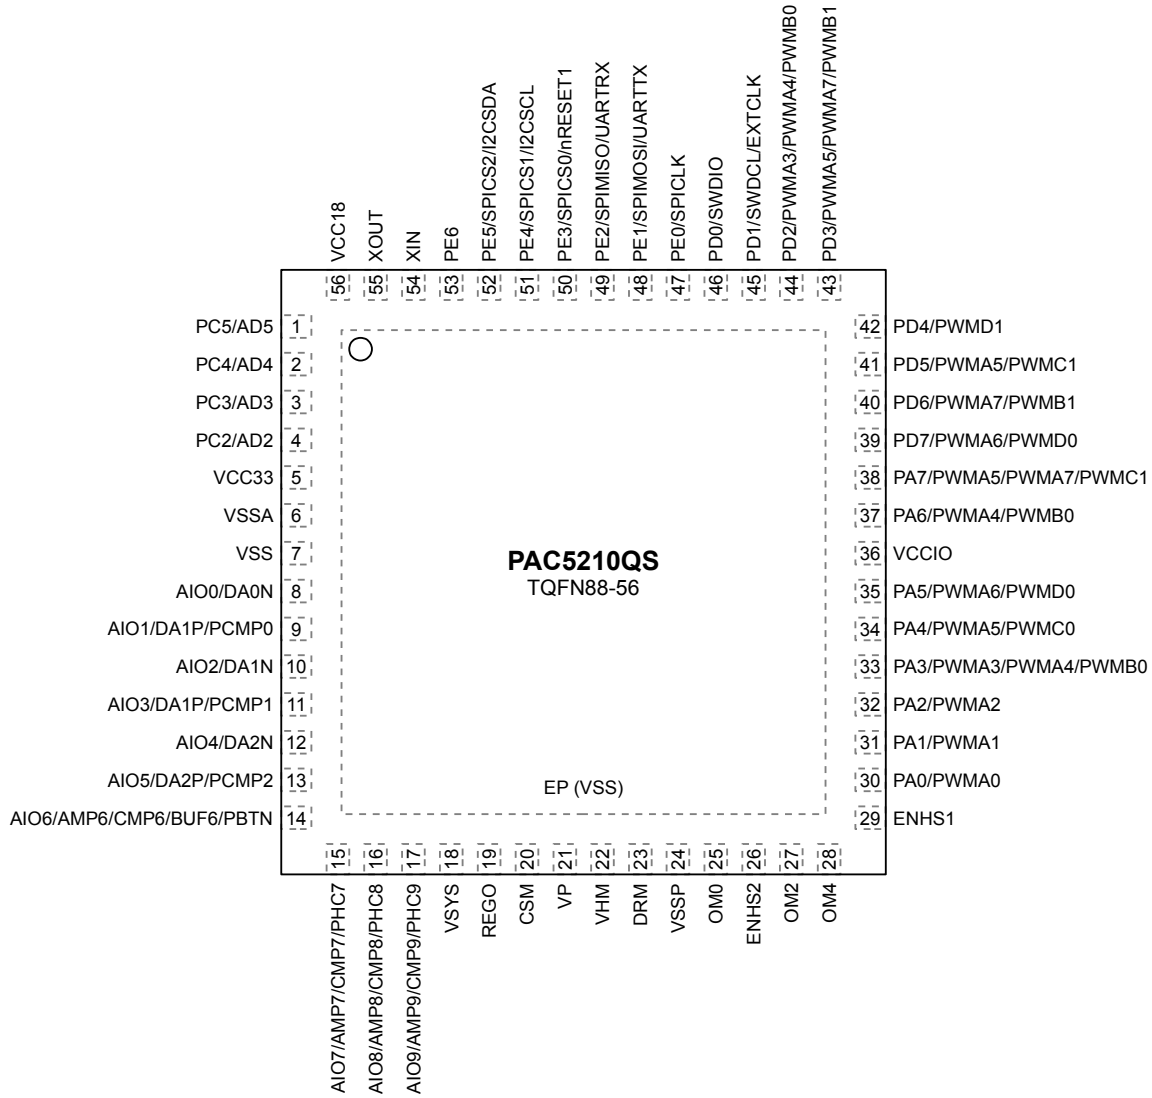 VCC18
XOUT
XIN
PE6
PE5/SPICS2/I2CSDA
PE4/SPICS1/I2CSCL
PE3/SPICS0/nRESET1
PE2/SPIMISO/UARTRX
PE1/SPIMOSI/UARTTX
PE0/SPICLK
PD0/SWDIO
PD1/SWDCL/EXTCLK
PD2/PWMA3/PWMA4/PWMB0
PD3/PWMA5/PWMA7/PWMB1
56
55
54
53
52
51
50
49
48
47
46
45
44
43
PC5/AD5 1
PC4/AD4 2
PC3/AD3 3
PC2/AD2 4
VCC33 5
VSSA 6
VSS 7
AIO0/DA0N 8
AIO1/DA1P/PCMP0 9
AIO2/DA1N 10
AIO3/DA1P/PCMP1 11
AIO4/DA2N 12
AIO5/DA2P/PCMP2 13
AIO6/AMP6/CMP6/BUF6/PBTN 14
PAC5210QS
TQFN88-56
EP (VSS)
42 PD4/PWMD1
41 PD5/PWMA5/PWMC1
40 PD6/PWMA7/PWMB1
39 PD7/PWMA6/PWMD0
38 PA7/PWMA5/PWMA7/PWMC1
37 PA6/PWMA4/PWMB0
36 VCCIO
35 PA5/PWMA6/PWMD0
34 PA4/PWMA5/PWMC0
33 PA3/PWMA3/PWMA4/PWMB0
32 PA2/PWMA2
31 PA1/PWMA1
30 PA0/PWMA0
29 ENHS1
15
16
17
18
19
20
21
22
23
24
25
26
27
28
AIO7/AMP7/CMP7/PHC7
AIO8/AMP8/CMP8/PHC8
AIO9/AMP9/CMP9/PHC9
VSYS
REGO
CSM
VP
VHM
DRM
VSSP
OM0
ENHS2
OM2
OM4